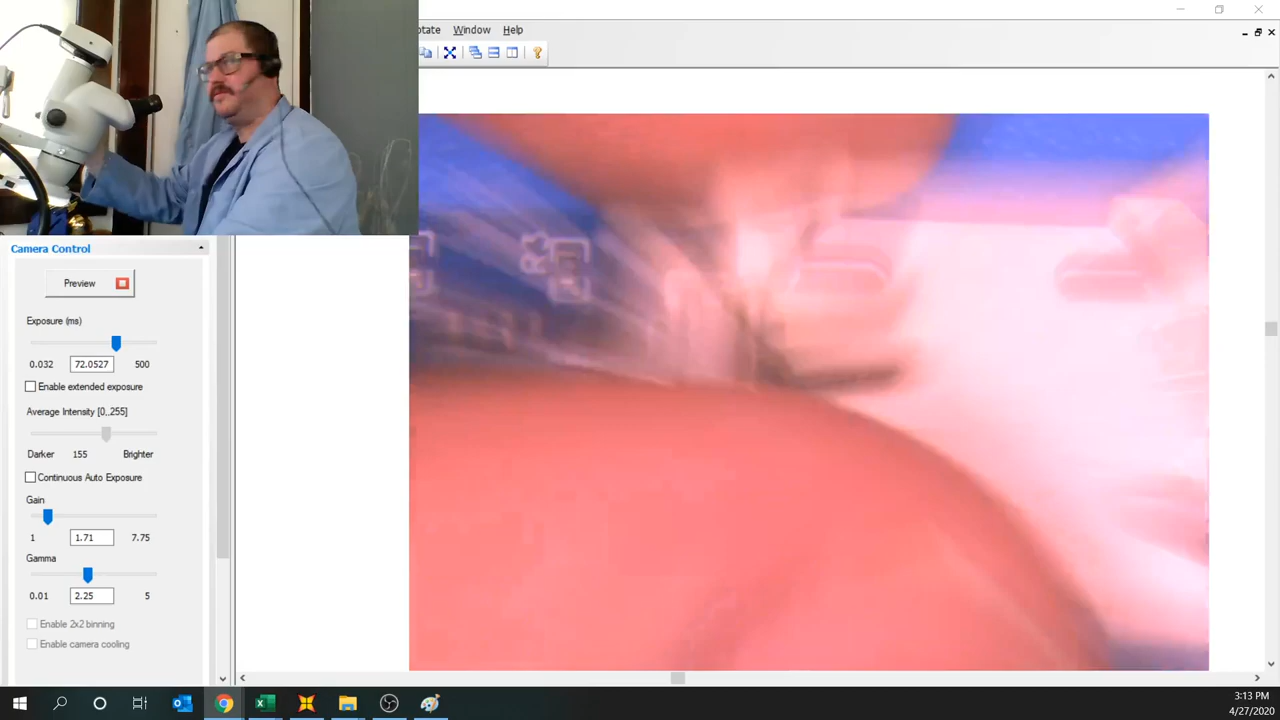 otate Window Help
Camera Control
Preview
Exposure (ms)
0.032 72.0527 500
Enable extended exposure
Average Intensity [0,,255]
Darker 155 Brighter
Continuous Auto Exposure
Gain
1 1.71 7.75
Gamma
0.01 2.25 5
Enable 2x2 binning
Enable camera cooling
3:13 PM
4/27/2020